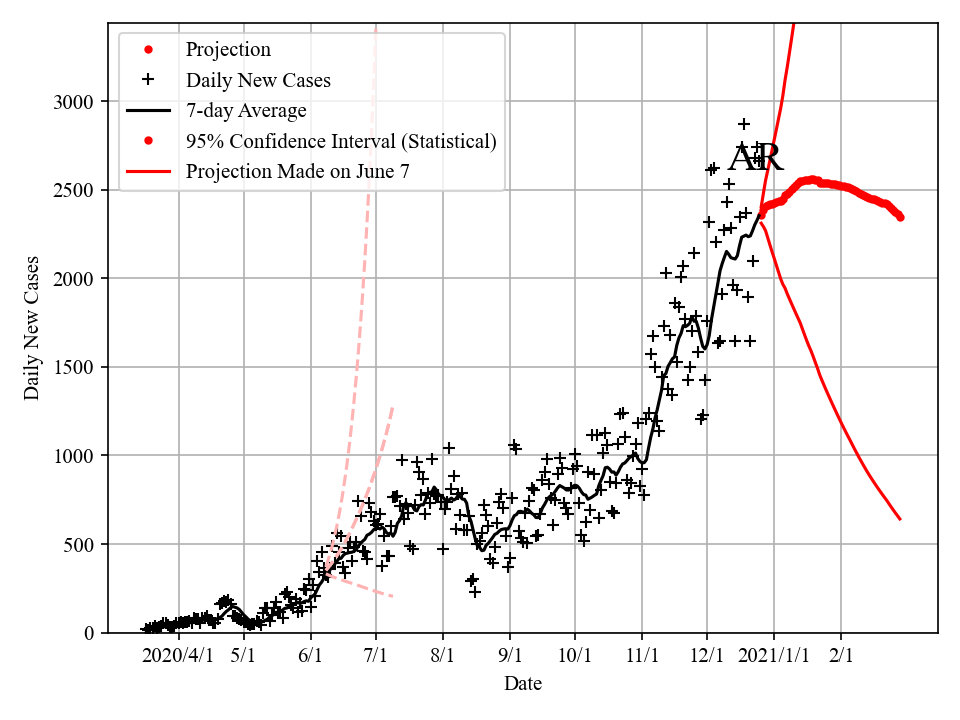 Projection
Daily New Cases
7-day Average
95% Confidence Interval (Statistical)
Projection Made on June 7
AR
3000
2500
2000
1500
1000
500
0
Daily New Cases
2020/4/1 5/1 6/1 7/1 8/1 9/1 10/1 11/1 12/1 2021/1/1 2/1
Date